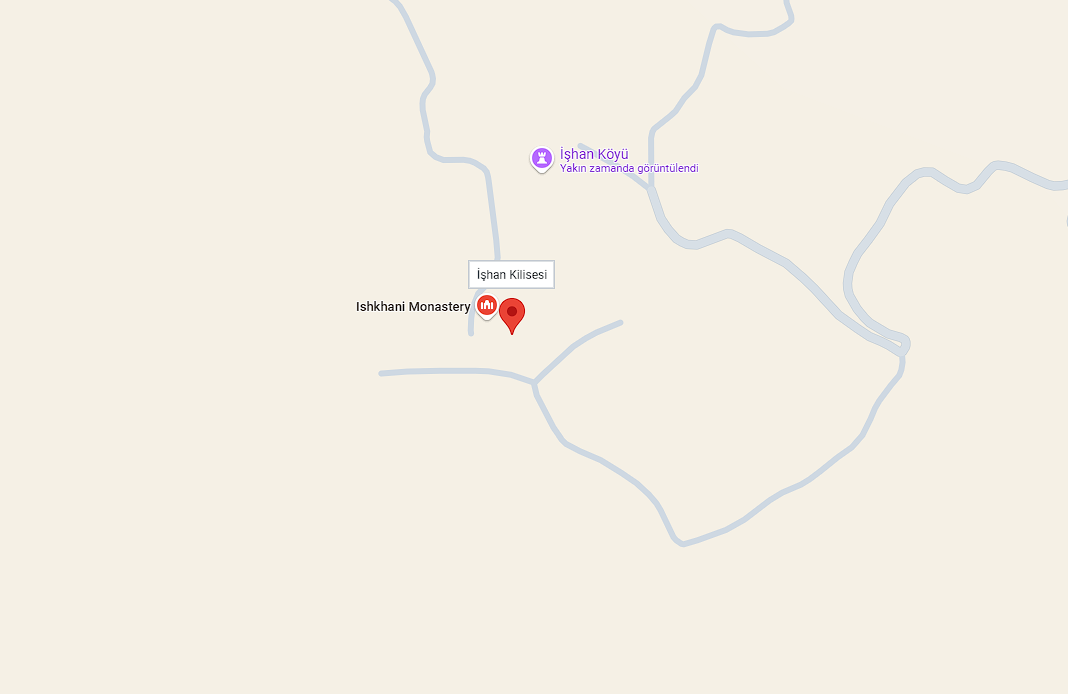 İşhan Köyü
Yakın zamanda görüntülendi
İşhan Kilisesi
Ishkhani Monastery